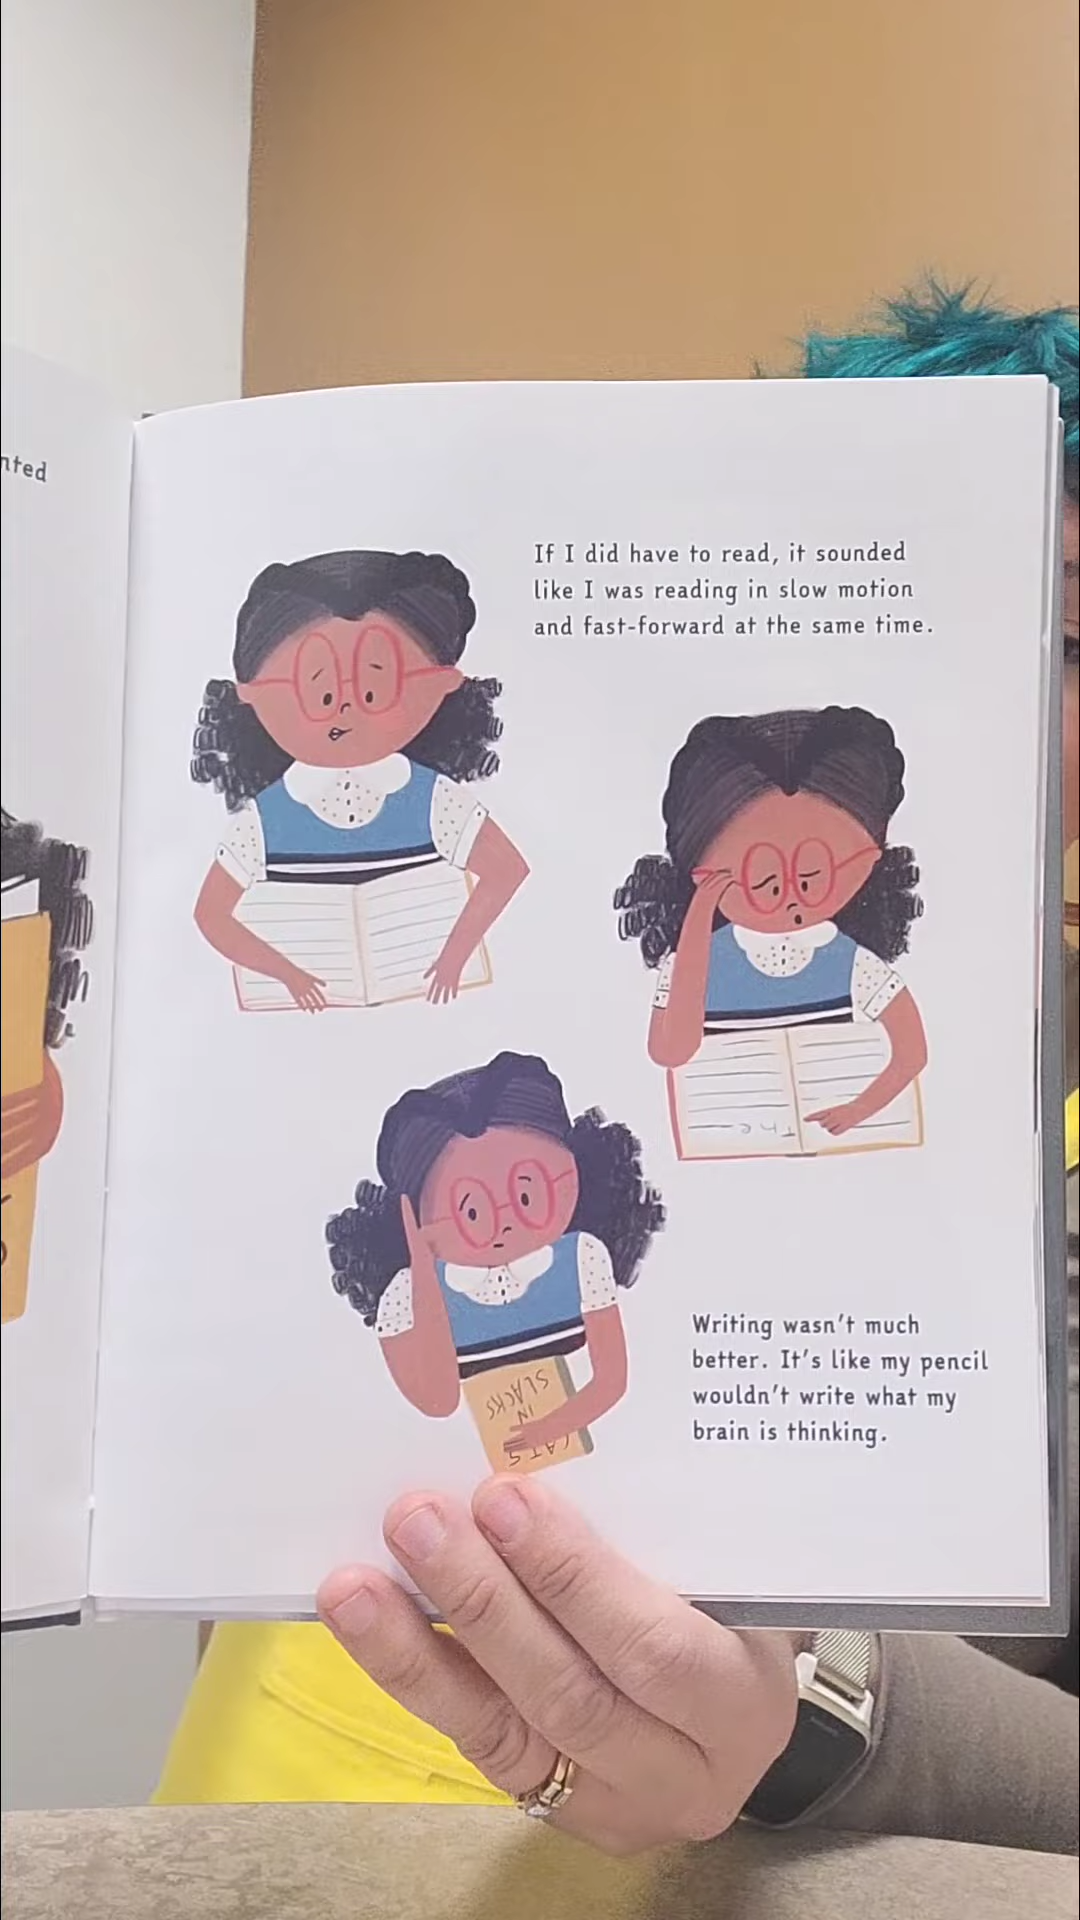 If I did have to read, it sounded
like I was reading in slow motion
and fast-forward at the same time.
The
CATS
IN
SLACKS
Writing wasn't much
better. It's like my pencil
wouldn't write what my
brain is thinking.